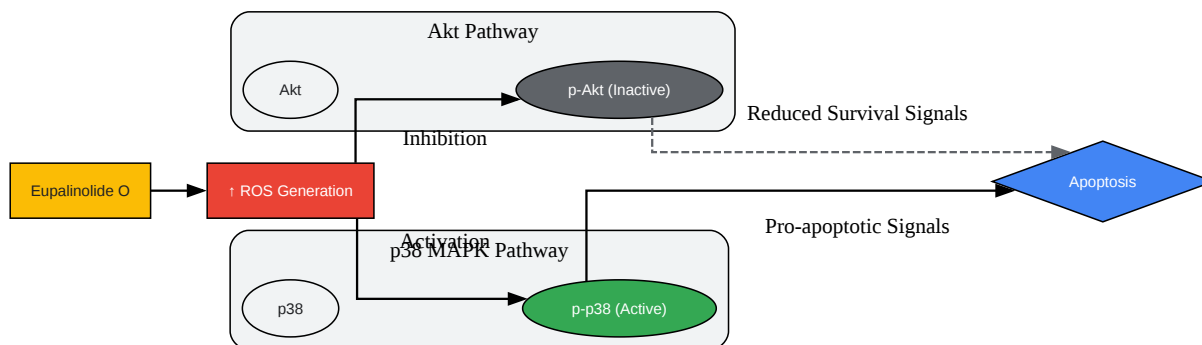 Akt Pathway
Akt
p-Akt (Inactive)
Reduced Survival Signals
Inhibition
Eupalinolide O
↑ ROS Generation
Apoptosis
Pro-apoptotic Signals
Activation
p38 MAPK Pathway
p38
p-p38 (Active)